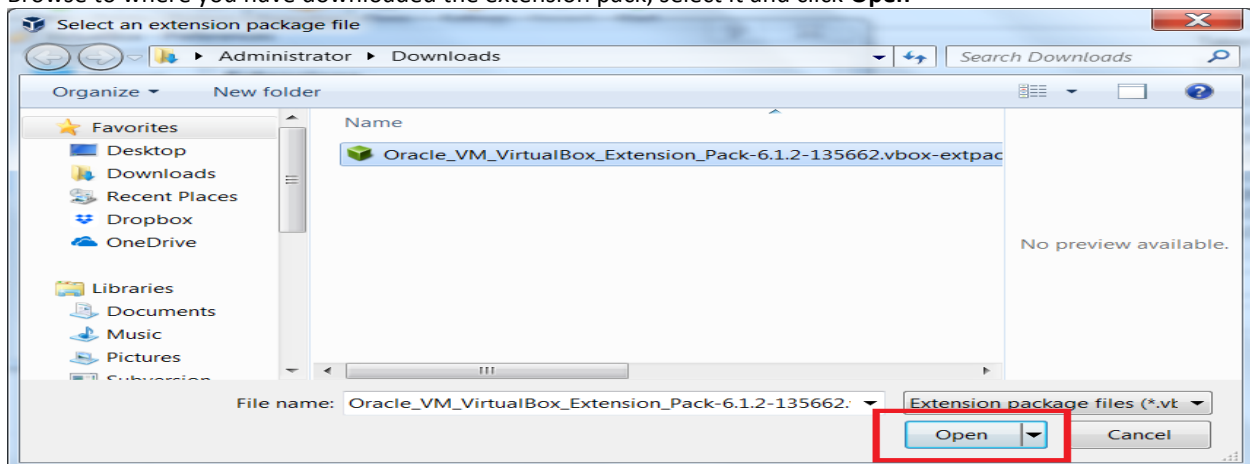 Browse to where you have downloaded the extension pack, select it and click Open
Select an extension package file
Administrator Downloads
Search Downloads
Organize New folder
Name
Favorites
Oracle_VM_VirtualBox_Extension_Pack-6.1.2-135662.vbox-extpac
Desktop
Downloads
Recent Places
Dropbox
OneDrive
No preview available.
Libraries
Documents
Music
Pictures
Subversion
File name: Oracle_VM_VirtualBox_Extension_Pack-6.1.2-135662. Extension package files (*.vb
Open Cancel